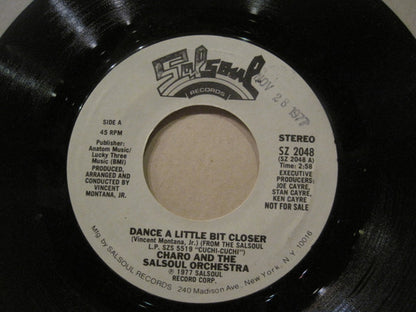 Salsoul
RECORDS
NOV 28 1977
SIDE A
45 RPM
Publisher:
Anatom Music/
Lucky Three
Music (BMI)
PRODUCED,
ARRANGED AND
CONDUCTED BY
VINCENT
MONTANA, JR.
STEREO
SZ 2048
(SZ 2048 A)
Time: 2:58
EXECUTIVE
PRODUCERS:
JOE CAYRE,
STAN CAYRE,
KEN CAYRE
NOT FOR SALE
DANCE A LITTLE BIT CLOSER
(Vincent Montana, Jr.) (FROM THE SALSOUL
L.P. SZS 5519 "CUCHI-CUCHI")
CHARO AND THE
SALSOUL ORCHESTRA
℗ 1977 SALSOUL
RECORD CORP.
Mfg by SALSOUL RECORDS 240 Madison Ave. New York, N.Y. 10016